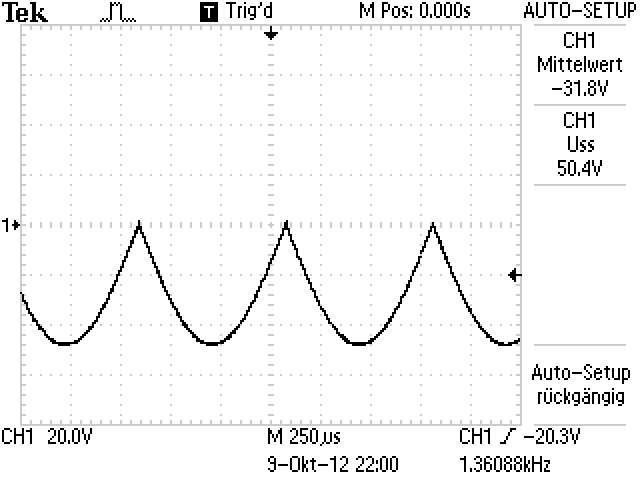 Tek T Trig'd M Pos: 0.000s AUTO-SETUP
CH1
Mittelwert
-31.8V
CH1
Uss
50.4V
1
Auto-Setup
rückgängig
CH1 20.0V M 250µs CH1 -20.3V
9-Okt-12 22:00 1.36088kHz